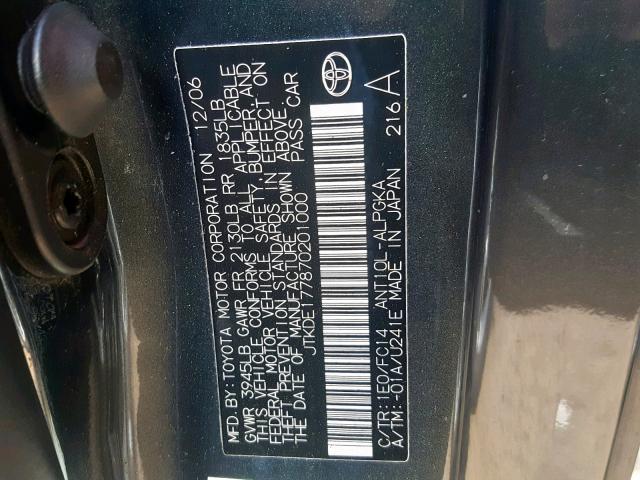 MFD.BY:TOYOTA MOTOR CORPORATION 12/06
GVWR 3945LB GAWR FR 2130LB RR 1835LB
THIS VEHICLE CONFORMS TO ALL APPLICABLE
FEDERAL MOTOR VEHICLE SAFETY, BUMPER, AND
THEFT PREVENTION STANDARDS IN EFFECT ON
THE DATE OF MANUFACTURE SHOWN ABOVE.
JTKDE177870201000 PASS CAR
C/TR:1E0/FC14 ANT10L-ALPGKA
A/TM:-01A/U241E MADE IN JAPAN
216 A